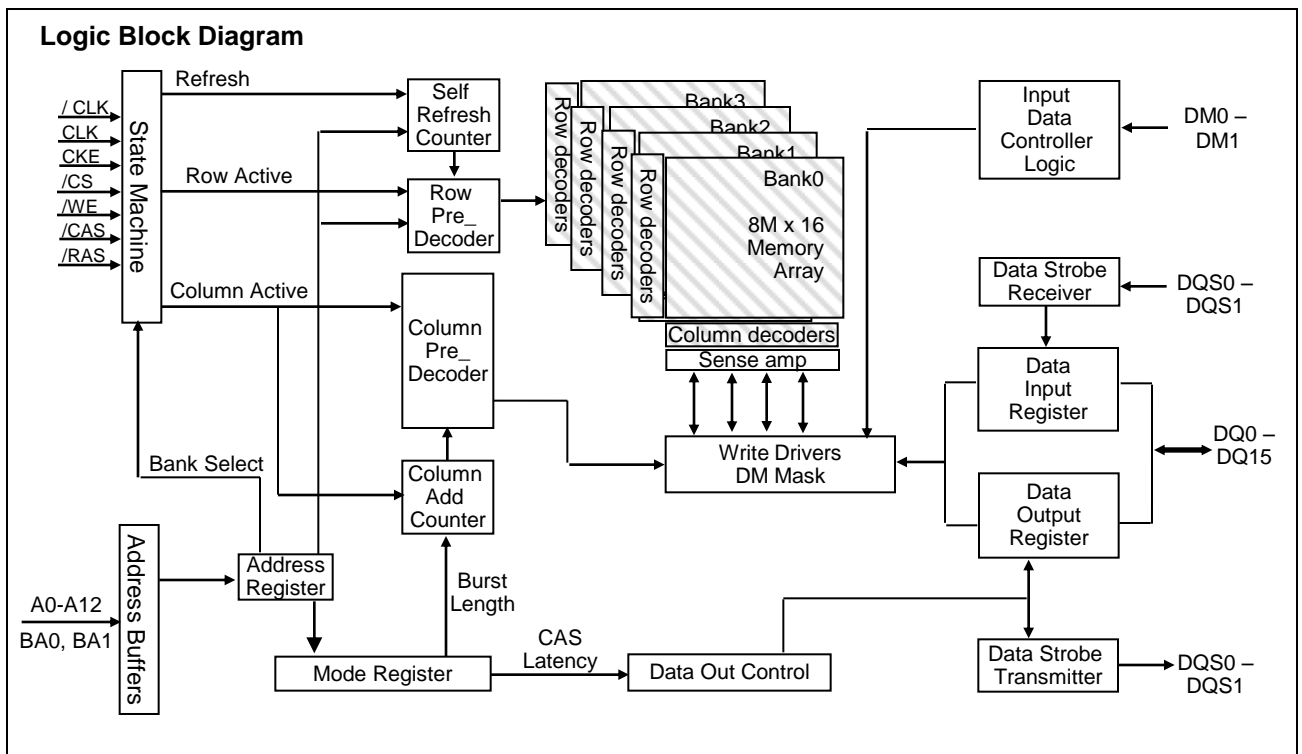 Logic Block Diagram
Refresh
/ CLK
CLK
CKE
/CS
/WE
/CAS
/RAS
State Machine
Row Active
Column Active
Self
Refresh
Counter
Row
Pre_
Decoder
Column
Pre_
Decoder
Column
Add
Counter
Bank Select
Row decoders
Row decoders
Row decoders
Row decoders
Bank3
Bank2
Bank1
Bank0
8M x 16
Memory
Array
Column decoders
Sense amp
Write Drivers
DM Mask
Input
Data
Controller
Logic
DM0 –
DM1
Data Strobe
Receiver
DQS0 –
DQS1
Data
Input
Register
DQ0 –
DQ15
Data
Output
Register
Address Buffers
A0-A12
BA0, BA1
Address
Register
Burst
Length
Mode Register
CAS
Latency
Data Out Control
Data Strobe
Transmitter
DQS0 –
DQS1